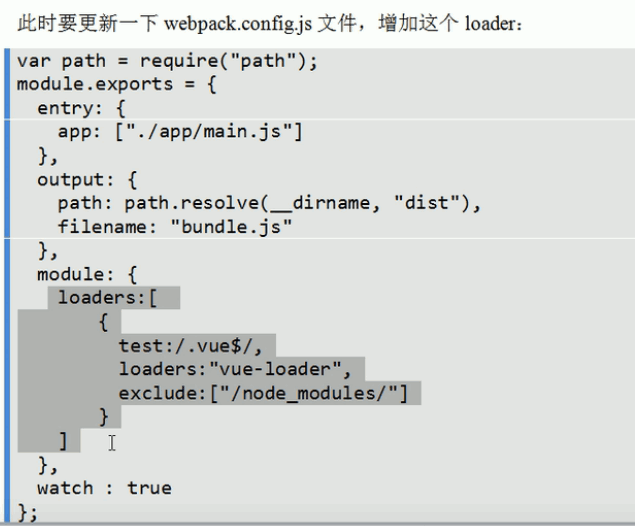 此时要更新一下 webpack.config.js 文件，增加这个 loader：
var path = require("path");
module.exports = {
  entry: {
    app: ["./app/main.js"]
  },
  output: {
    path: path.resolve(__dirname, "dist"),
    filename: "bundle.js"
  },
  module: {
    loaders:[
        {
          test:/.vue$/,
          loaders:"vue-loader",
          exclude:["/node_modules/"]
        }
    ]
  },
  watch : true
};